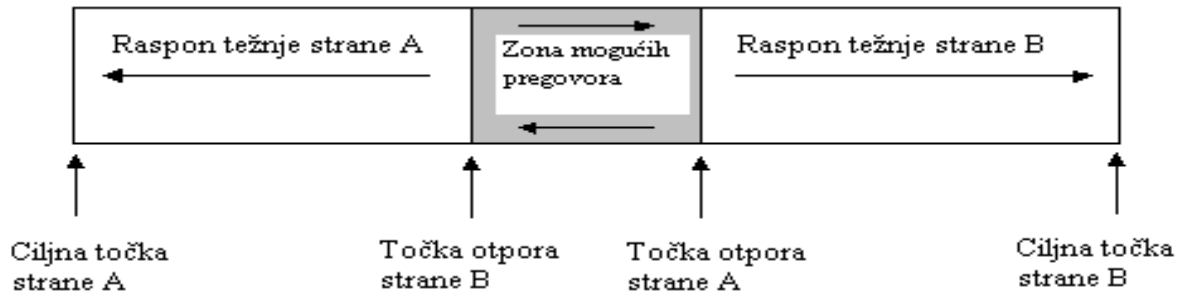 Raspon težnje strane A
Zona mogućih
pregovora
Raspon težnje strane B
Ciljna točka
strane A
Točka otpora
strane B
Točka otpora
strane A
Ciljna točka
strane B